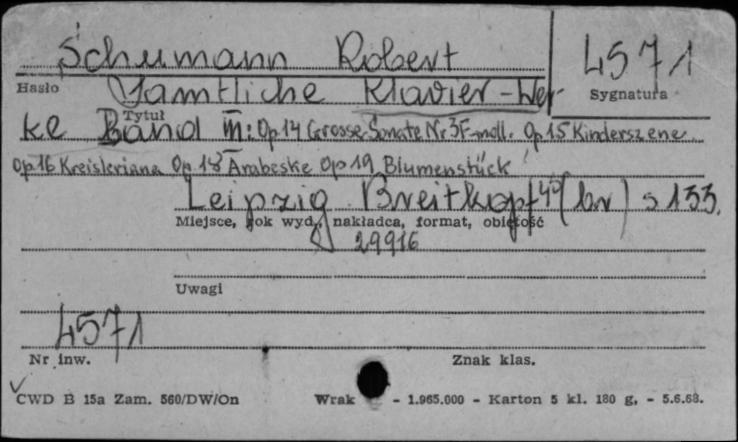 Schumann Robert
4571
Hasło
Sygnatura
Sämtliche Klavier-Wer-
Tytuł
ke Band III: Op 14 Grosse Sonate Nr 3 F-moll. Op 15 Kinderszene
Op 16 Kreisleriana Op 18 Arabeske Op 19 Blumenstück
Leipzig Breitkopf 4° (br) s 133.
Miejsce, rok wyd., nakładca, format, objętość
29916
Uwagi
4571
Nr inw.
Znak klas.
CWD B 15a Zam. 560/DW/On Wrak - 1.965.000 - Karton 5 kl. 180 g, - 5.6.68.